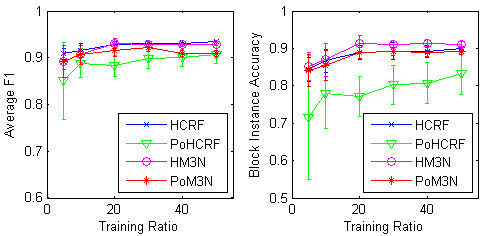 1
0.9
0.8
0.7
0.6
Average F1
HCRF
PoHCRF
HM3N
PoM3N
0
20
40
Training Ratio
1
0.9
0.8
0.7
0.6
0.5
Block Instance Accuracy
HCRF
PoHCRF
HM3N
PoM3N
0
20
40
Training Ratio